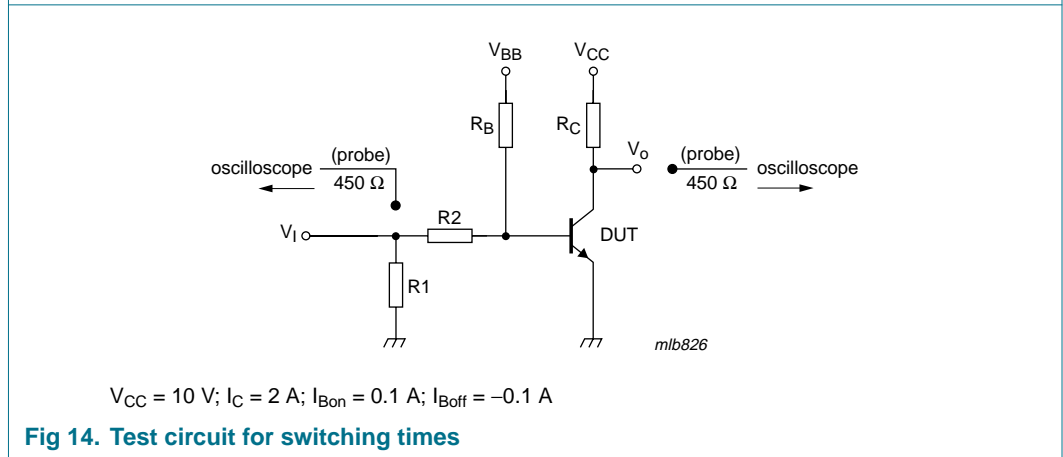 VBB
VCC
RB
RC
Vo
(probe)
oscilloscope
450 Ω
(probe)
oscilloscope
450 Ω
R2
VI
DUT
R1
mlb826
VCC = 10 V; IC = 2 A; IBon = 0.1 A; IBoff = −0.1 A
Fig 14. Test circuit for switching times